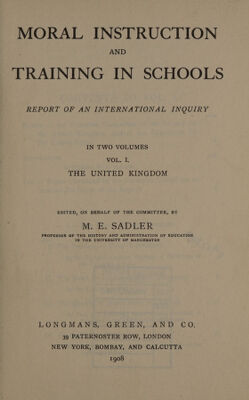 MORAL INSTRUCTION
AND
TRAINING IN SCHOOLS
REPORT OF AN INTERNATIONAL INQUIRY
IN TWO VOLUMES
VOL. I.
THE UNITED KINGDOM
EDITED, ON BEHALF OF THE COMMITTEE, BY
M. E. SADLER
PROFESSOR OF THE HISTORY AND ADMINISTRATION OF EDUCATION
IN THE UNIVERSITY OF MANCHESTER
LONGMANS, GREEN, AND CO.
39 PATERNOSTER ROW, LONDON
NEW YORK, BOMBAY, AND CALCUTTA
1908